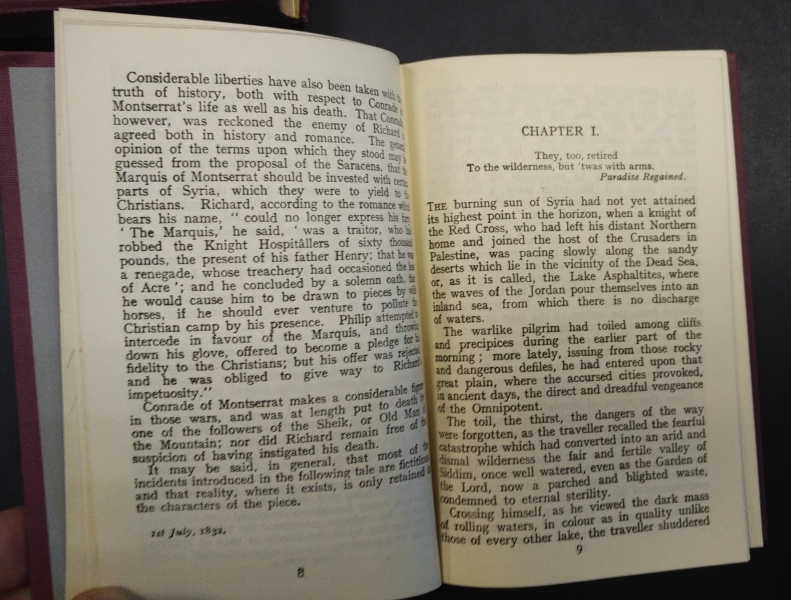 Considerable liberties have also been taken with the
truth of history, both with respect to Conrade of
Montserrat's life as well as his death. That Conrade
however, was reckoned the enemy of Richard is
agreed both in history and romance. The general
opinion of the terms upon which they stood may be
guessed from the proposal of the Saracens, that the
Marquis of Montserrat should be invested with certain
parts of Syria, which they were to yield to the
Christians. Richard, according to the romance which
bears his name, " could no longer express his fury.
' The Marquis,' he said, ' was a traitor, who had
robbed the Knight Hospitâllers of sixty thousand
pounds, the present of his father Henry; that he was
a renegade, whose treachery had occasioned the loss
of Acre '; and he concluded by a solemn oath, that
he would cause him to be drawn to pieces by wild
horses, if he should ever venture to pollute the
Christian camp by his presence. Philip attempted to
intercede in favour of the Marquis, and throwing
down his glove, offered to become a pledge for his
fidelity to the Christians; but his offer was rejected,
and he was obliged to give way to Richard's
impetuosity."
Conrade of Montserrat makes a considerable figure
in those wars, and was at length put to death by
one of the followers of the Sheik, or Old Man of
the Mountain; nor did Richard remain free of the
suspicion of having instigated his death.
It may be said, in general, that most of the
incidents introduced in the following tale are fictitious,
and that reality, where it exists, is only retained in
the characters of the piece.
1st July, 1832.
8
CHAPTER I.
They, too, retired
To the wilderness, but 'twas with arms.
Paradise Regained.
THE burning sun of Syria had not yet attained
its highest point in the horizon, when a knight of
the Red Cross, who had left his distant Northern
home and joined the host of the Crusaders in
Palestine, was pacing slowly along the sandy
deserts which lie in the vicinity of the Dead Sea,
or, as it is called, the Lake Asphaltites, where
the waves of the Jordan pour themselves into an
inland sea, from which there is no discharge
of waters.
The warlike pilgrim had toiled among cliffs
and precipices during the earlier part of the
morning ; more lately, issuing from those rocky
and dangerous defiles, he had entered upon that
great plain, where the accursed cities provoked,
in ancient days, the direct and dreadful vengeance
of the Omnipotent.
The toil, the thirst, the dangers of the way
were forgotten, as the traveller recalled the fearful
catastrophe which had converted into an arid and
dismal wilderness the fair and fertile valley of
Siddim, once well watered, even as the Garden of
the Lord, now a parched and blighted waste,
condemned to eternal sterility.
Crossing himself, as he viewed the dark mass
of rolling waters, in colour as in quality unlike
those of every other lake, the traveller shuddered
9